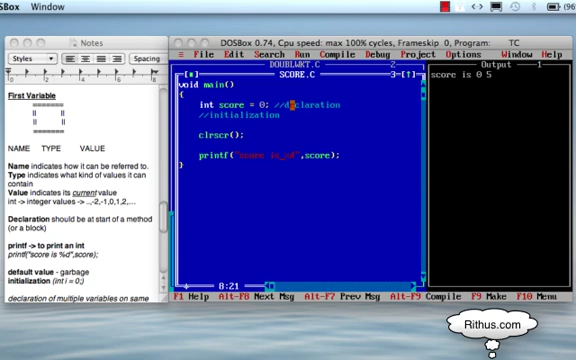 SBox Window
Notes
Styles Spacing
First Variable
=======
|| ||
|| ||
=======
NAME TYPE VALUE
Name indicates how it can be referred to.
Type indicates what kind of values it can
contain
Value indicates its current value
int -> integer values -> ..,-2,-1,0,1,2,...
Declaration should be at start of a method
(or a block)
printf -> to print an int
printf("score is %d",score);
default value - garbage
initialization (int i = 0;)
declaration of multiple variables on same
DOSBox 0.74, Cpu speed: max 100% cycles, Frameskip 0, Program: TC
≡ File Edit Search Run Compile Debug Project Options Window Help
DOUBLWKT.C 2
SCORE.C 3=[↑]
void main()
{
int score = 0; //declaration
//initialization
clrscr();
printf("score is %d",score);
}
8:21
Output 1
score is 0 5
F1 Help Alt-F8 Next Msg Alt-F7 Prev Msg Alt-F9 Compile F9 Make F10 Menu
Rithus.com